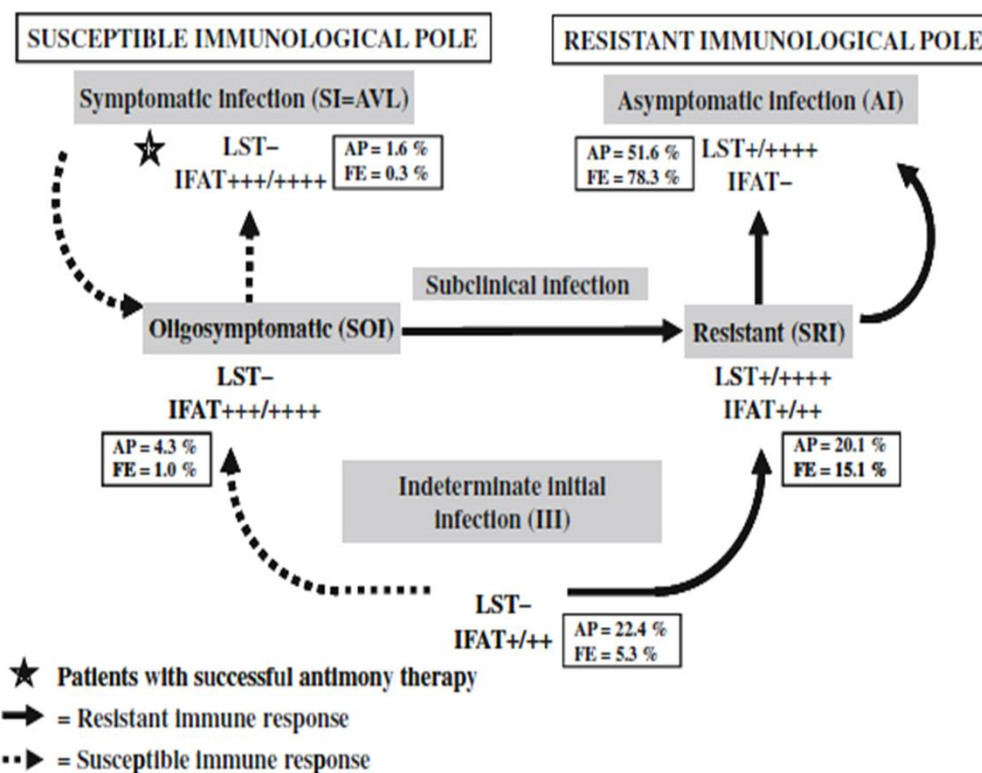 SUSCEPTIBLE IMMUNOLOGICAL POLE
RESISTANT IMMUNOLOGICAL POLE
Symptomatic infection (SI=AVL)
Asymptomatic infection (AI)
LST–
IFAT+++/++++
AP = 1.6 %
FE = 0.3 %
AP = 51.6 %
FE = 78.3 %
LST+/++++
IFAT–
Subclinical infection
Oligosymptomatic (SOI)
Resistant (SRI)
LST–
IFAT+++/++++
LST+/++++
IFAT+/++
AP = 4.3 %
FE = 1.0 %
AP = 20.1 %
FE = 15.1 %
Indeterminate initial
infection (III)
LST–
IFAT+/++
AP = 22.4 %
FE = 5.3 %
Patients with successful antimony therapy
= Resistant immune response
= Susceptible immune response